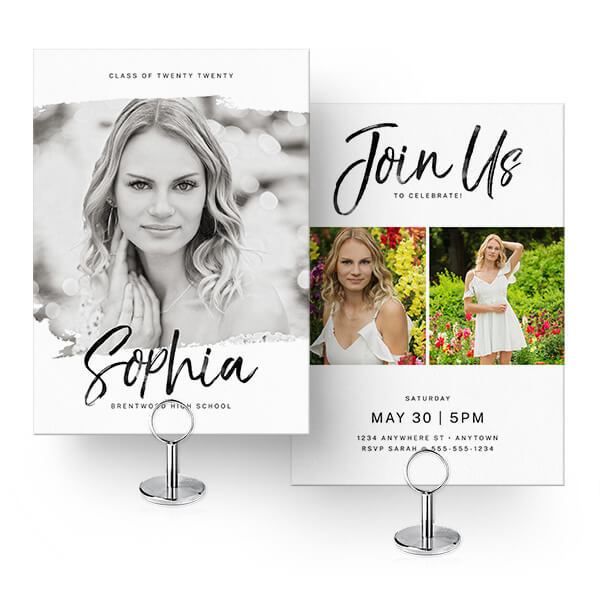 CLASS OF TWENTY TWENTY
Sophia
BRENTWOOD HIGH SCHOOL
Join Us
TO CELEBRATE!
SATURDAY
MAY 30 | 5PM
1234 ANYWHERE ST • ANYTOWN
RSVP SARAH @ 555-555-1234